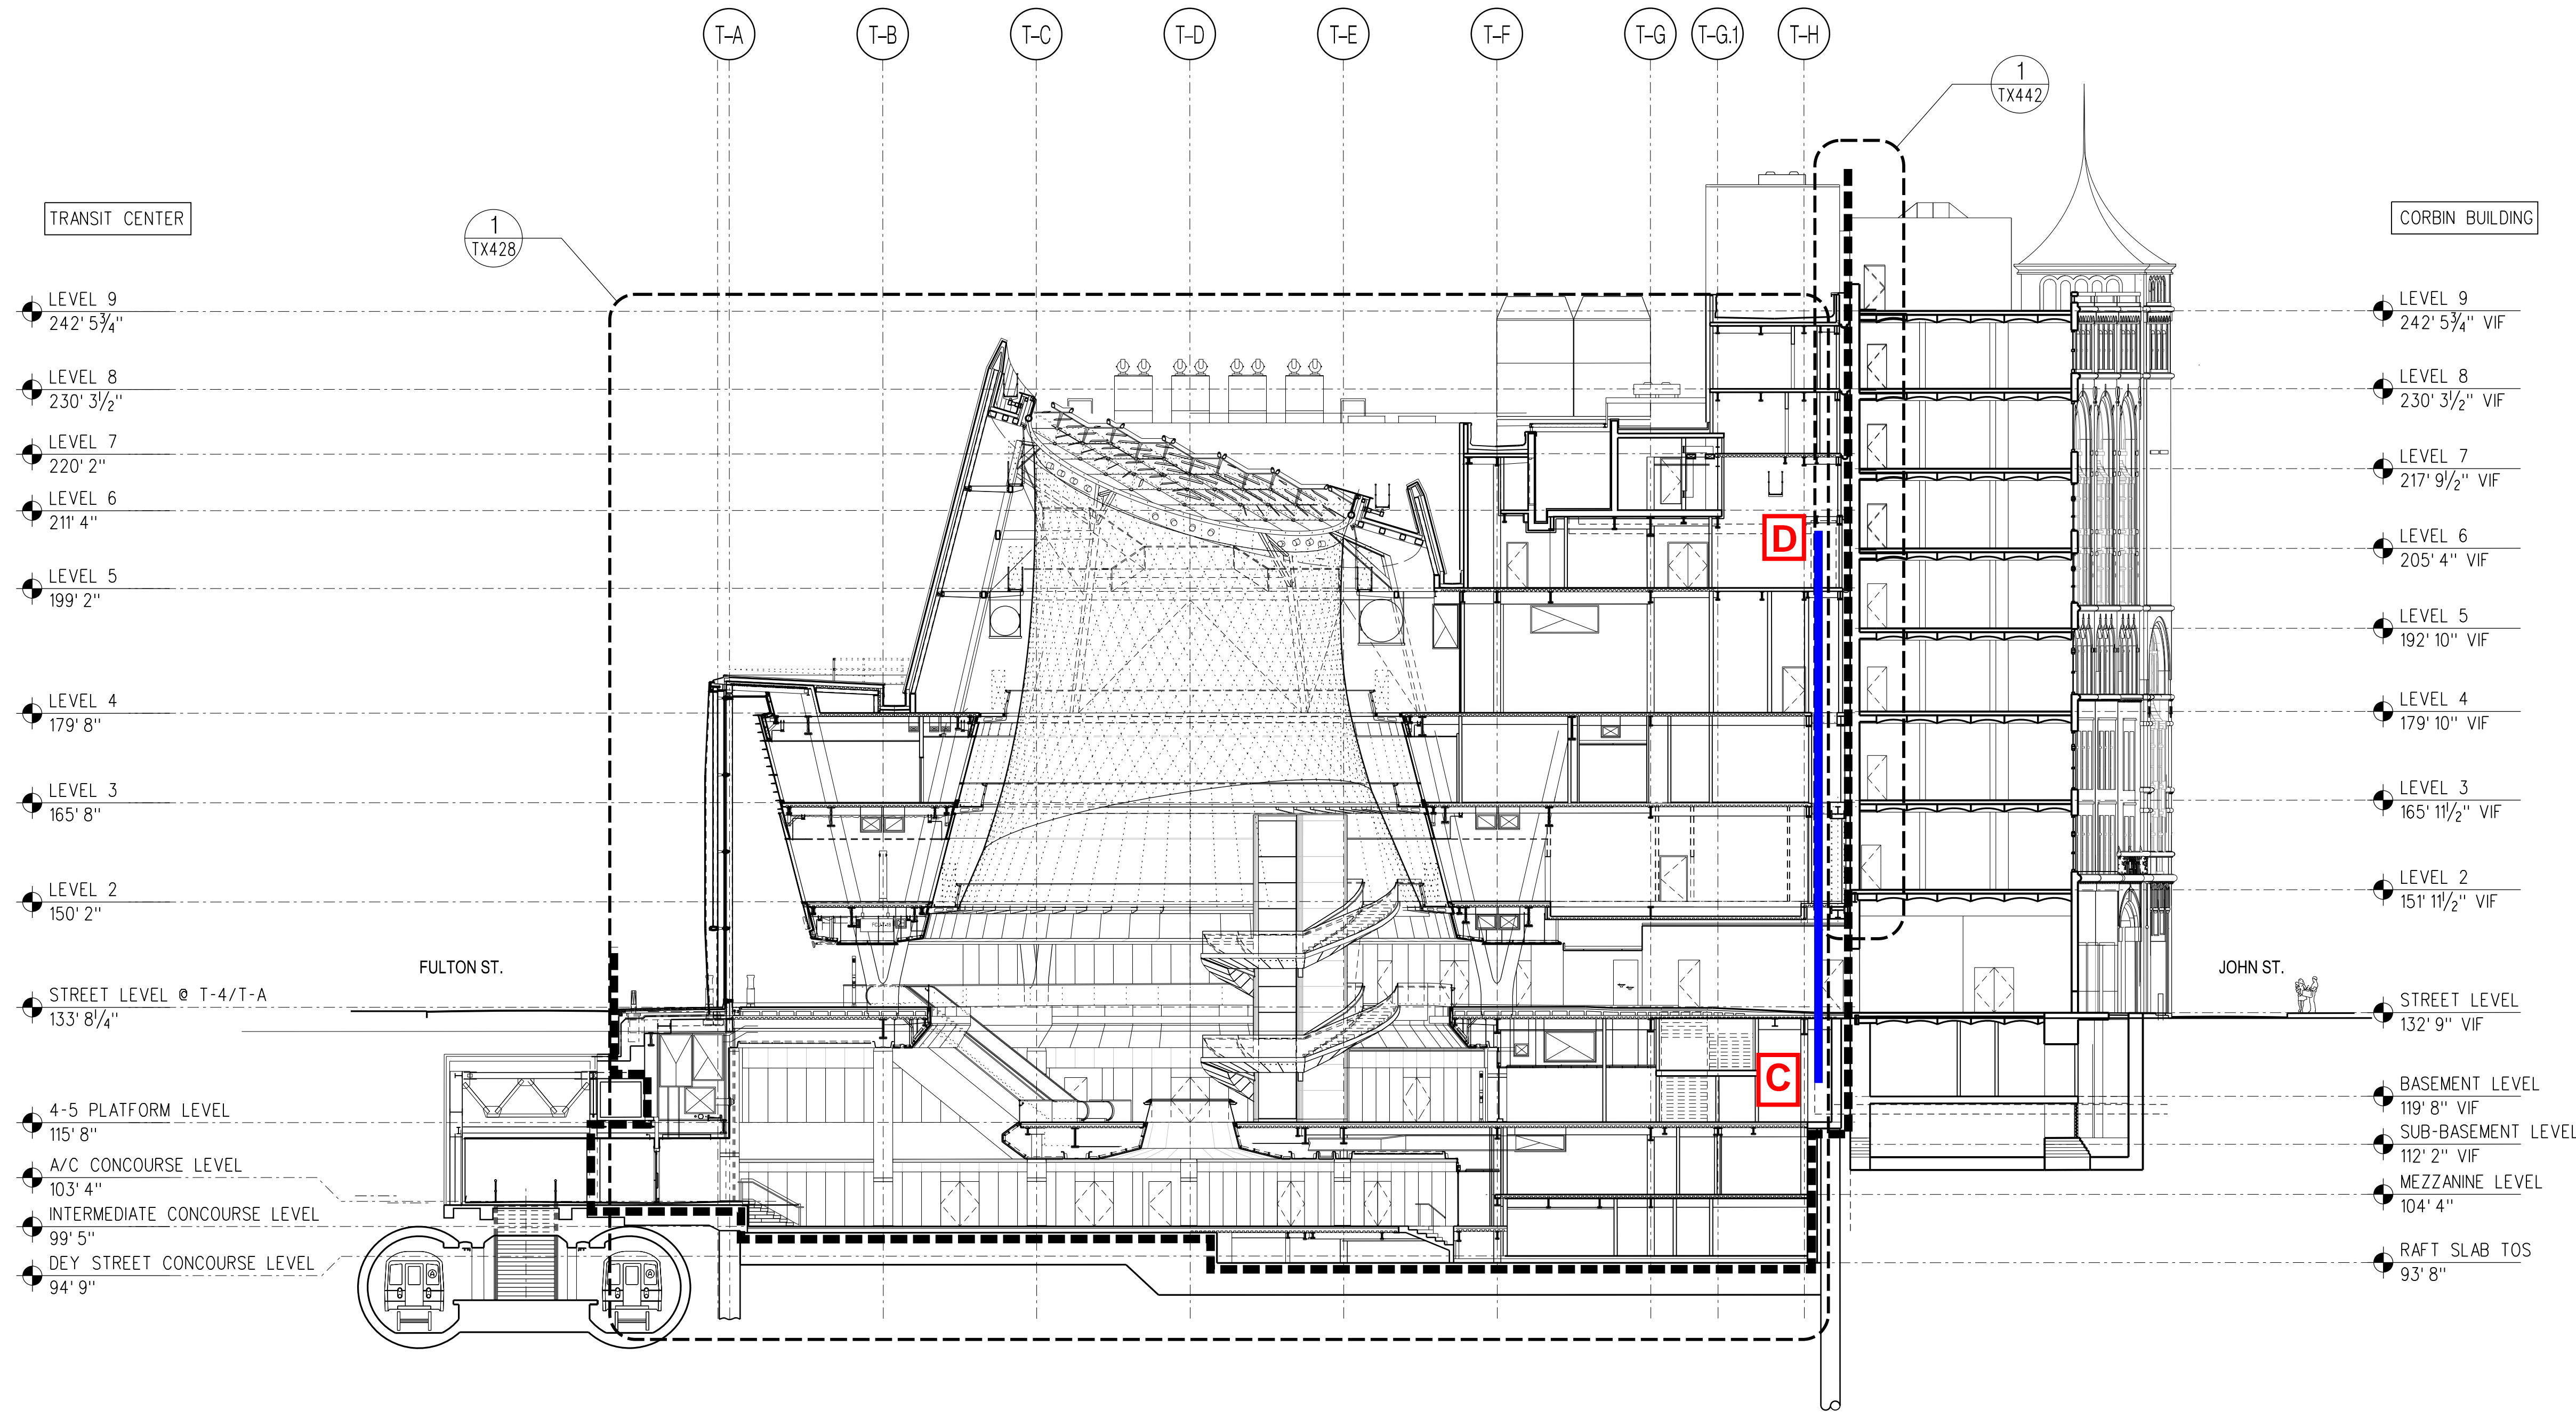 T-A
T-B
T-C
T-D
T-E
T-F
T-G
T-G.1
T-H
1
TX442
TRANSIT CENTER
1
TX428
CORBIN BUILDING
LEVEL 9
242' 5¾"
LEVEL 8
230' 3½"
LEVEL 7
220' 2"
LEVEL 6
211' 4"
LEVEL 5
199' 2"
LEVEL 4
179' 8"
LEVEL 3
165' 8"
LEVEL 2
150' 2"
FULTON ST.
STREET LEVEL @ T-4/T-A
133' 8¼"
4-5 PLATFORM LEVEL
115' 8"
A/C CONCOURSE LEVEL
103' 4"
INTERMEDIATE CONCOURSE LEVEL
99' 5"
DEY STREET CONCOURSE LEVEL
94' 9"
D
C
A
A
LEVEL 9
242' 5¾" VIF
LEVEL 8
230' 3½" VIF
LEVEL 7
217' 9½" VIF
LEVEL 6
205' 4" VIF
LEVEL 5
192' 10" VIF
LEVEL 4
179' 10" VIF
LEVEL 3
165' 11½" VIF
LEVEL 2
151' 11½" VIF
JOHN ST.
STREET LEVEL
132' 9" VIF
BASEMENT LEVEL
119' 8" VIF
SUB-BASEMENT LEVEL
112' 2" VIF
MEZZANINE LEVEL
104' 4"
RAFT SLAB TOS
93' 8"